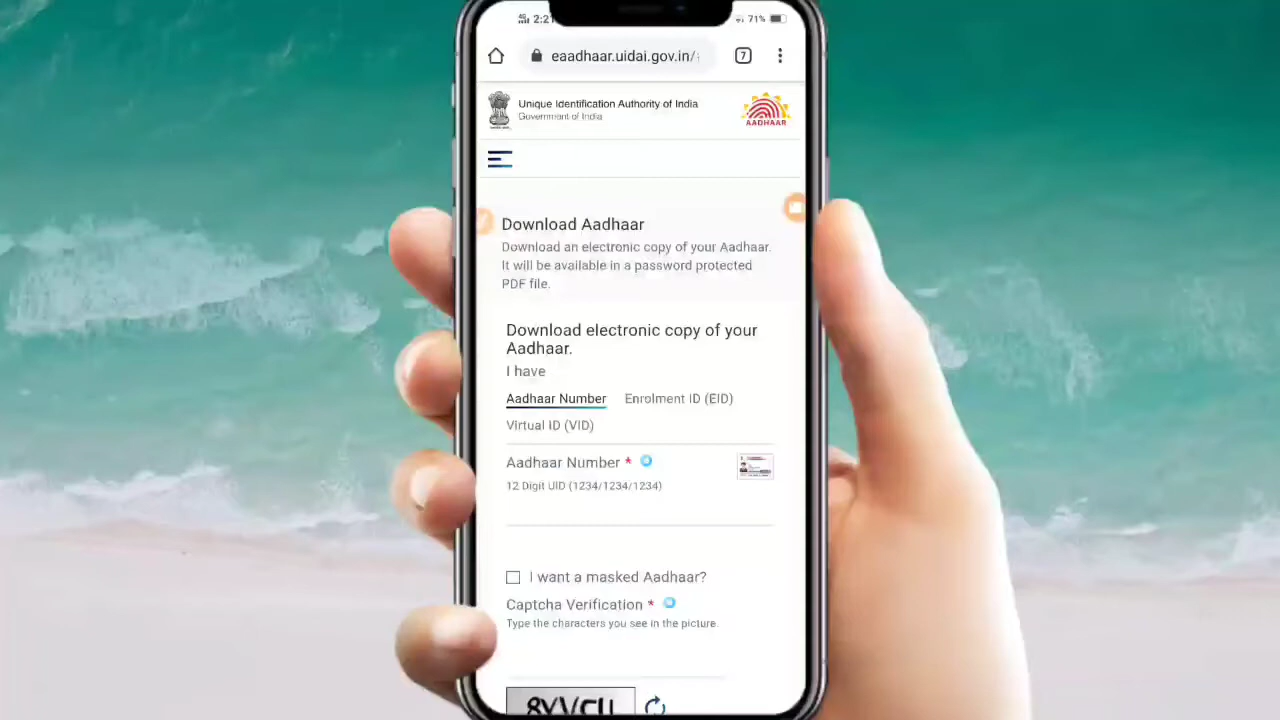 2:21
71%
eaadhaar.uidai.gov.in/
7
Unique Identification Authority of India
Government of India
AADHAAR
Download Aadhaar
Download an electronic copy of your Aadhaar.
It will be available in a password protected
PDF file.
Download electronic copy of your
Aadhaar.
I have
Aadhaar Number
Enrolment ID (EID)
Virtual ID (VID)
Aadhaar Number *
12 Digit UID (1234/1234/1234)
I want a masked Aadhaar?
Captcha Verification *
Type the characters you see in the picture.